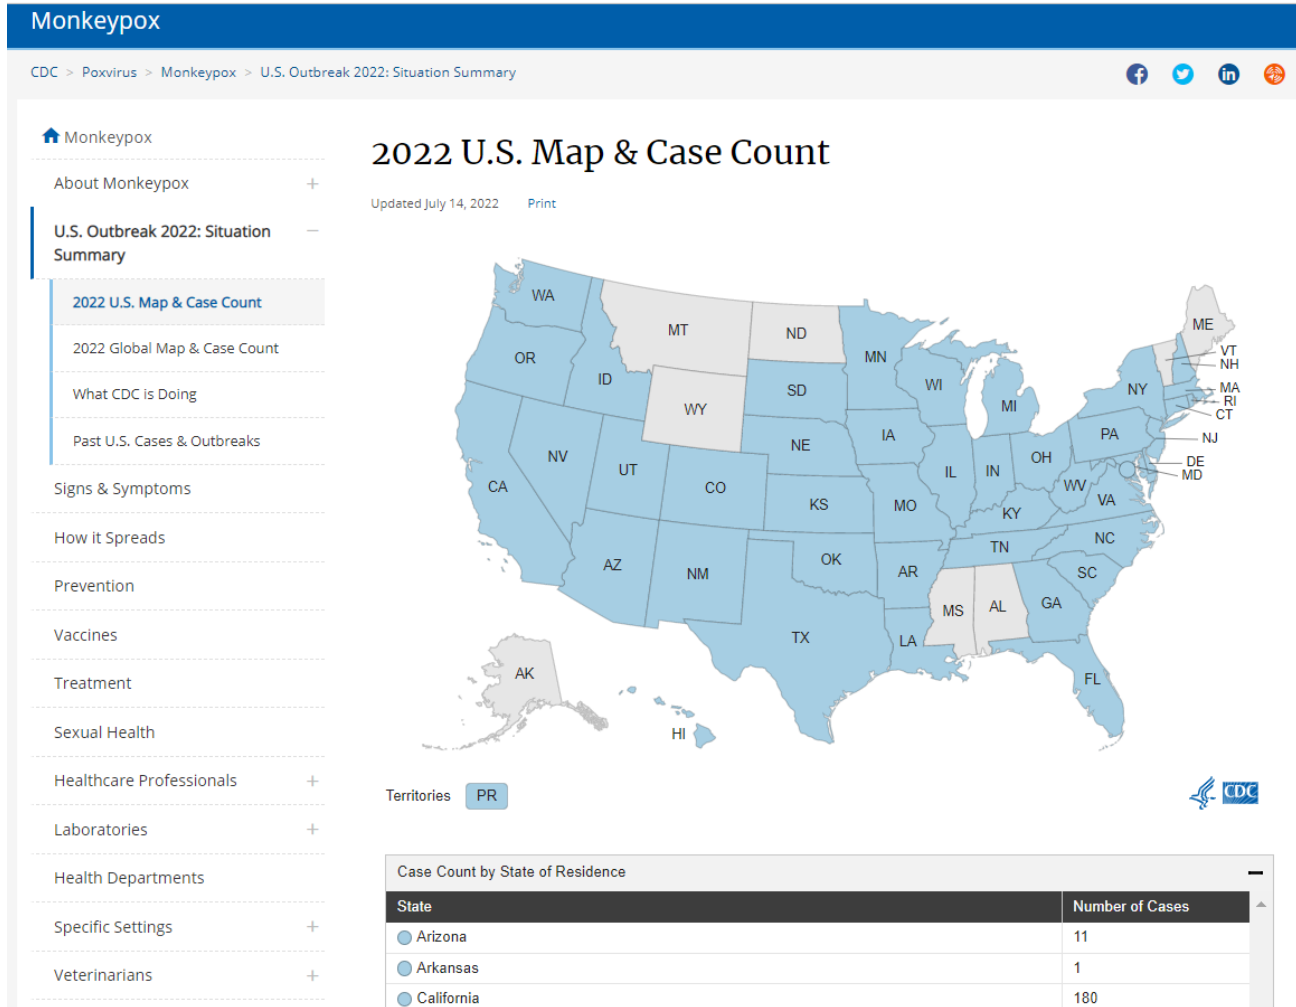 Monkeypox
CDC > Poxvirus > Monkeypox > U.S. Outbreak 2022: Situation Summary
Monkeypox
About Monkeypox
U.S. Outbreak 2022: Situation
Summary
2022 U.S. Map & Case Count
2022 Global Map & Case Count
What CDC is Doing
Past U.S. Cases & Outbreaks
Signs & Symptoms
How it Spreads
Prevention
Vaccines
Treatment
Sexual Health
Healthcare Professionals
Laboratories
Health Departments
Specific Settings
Veterinarians
2022 U.S. Map & Case Count
Updated July 14, 2022 Print
WA
MT
ND
ME
VT
NH
OR
MN
ID
SD
WI
NY
MA
RI
CT
WY
MI
NJ
IA
PA
NE
NV
UT
OH
DE
MD
IL
IN
CA
CO
WV
VA
KS
MO
KY
NC
TN
AZ
NM
OK
AR
SC
MS
AL
GA
TX
LA
AK
FL
HI
Territories PR
CDC
Case Count by State of Residence
State Number of Cases
Arizona 11
Arkansas 1
California 180